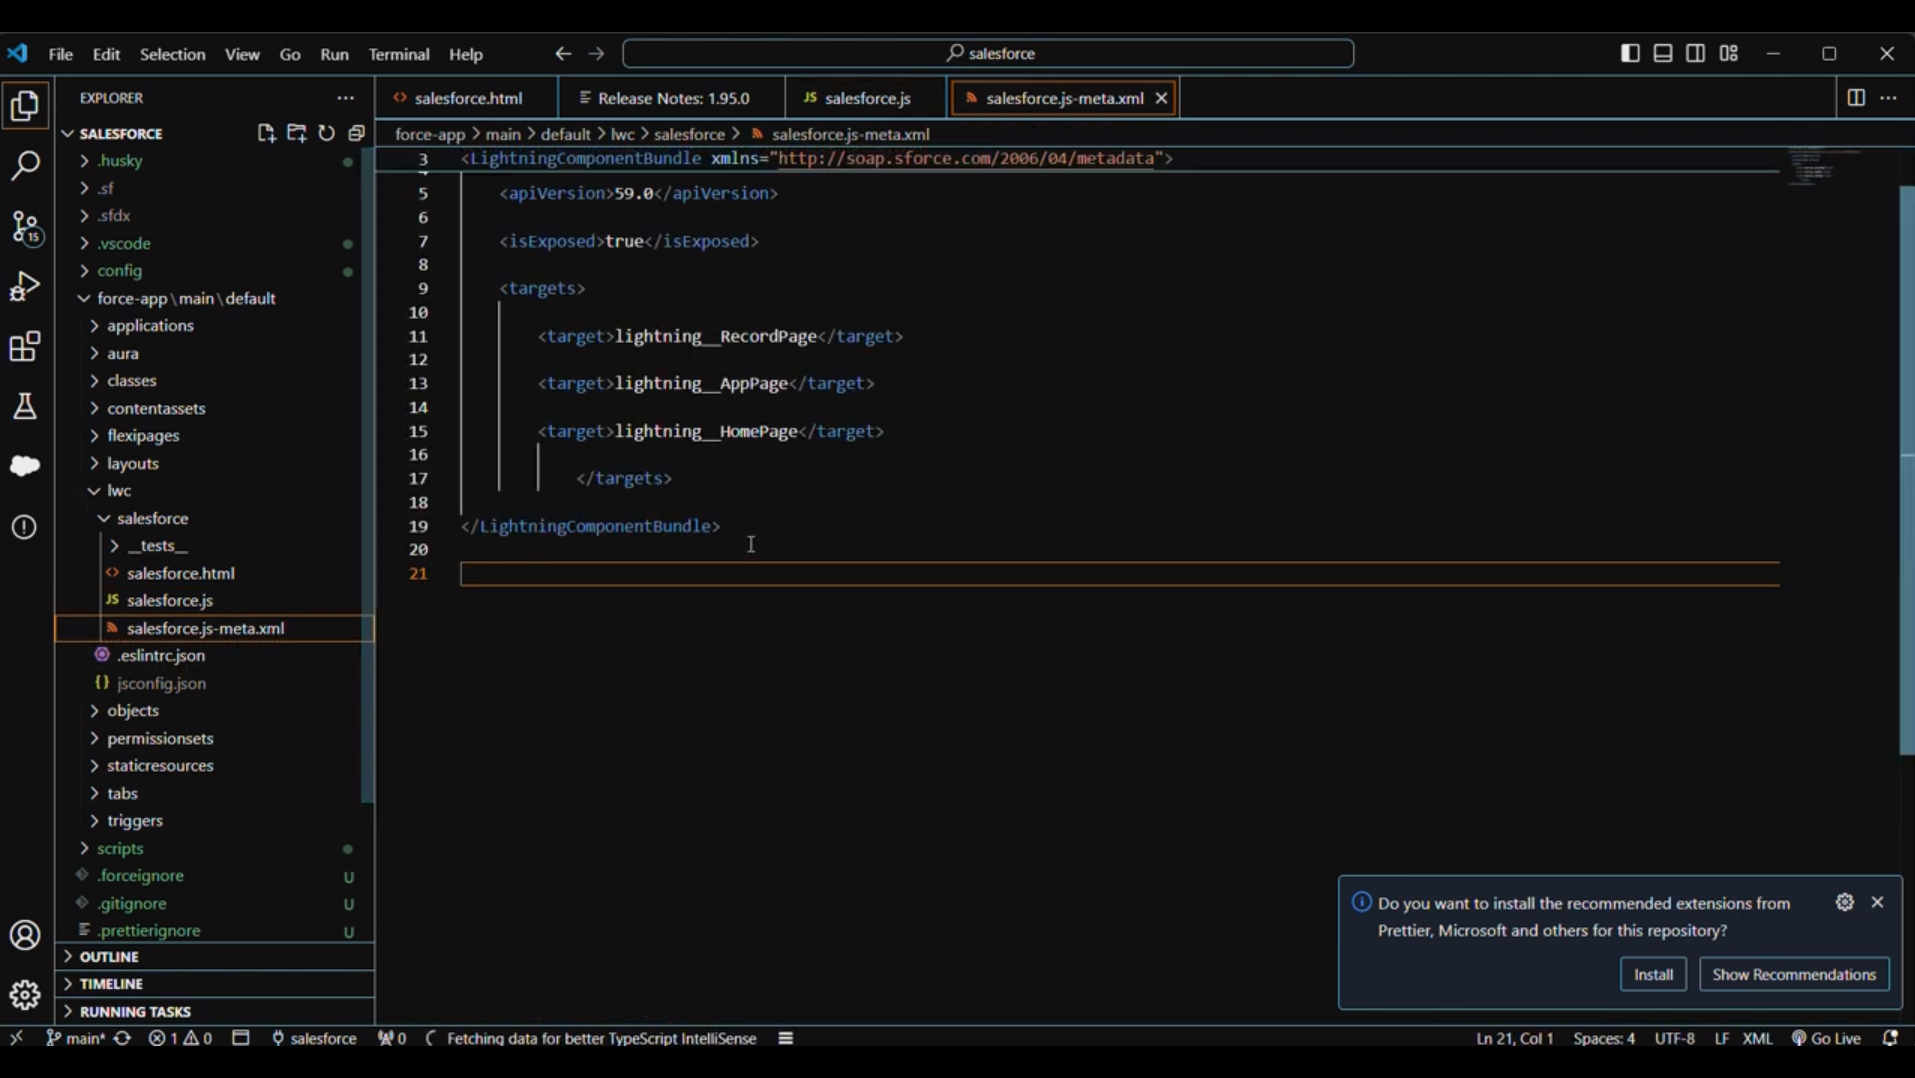 File Edit Selection View Go Run Terminal Help
salesforce
EXPLORER
SALESFORCE
.husky
.sf
.sfdx
.vscode
config
force-app\main\default
applications
aura
classes
contentassets
flexipages
layouts
lwc
salesforce
__tests__
salesforce.html
JS salesforce.js
salesforce.js-meta.xml
.eslintrc.json
{} jsconfig.json
objects
permissionsets
staticresources
tabs
triggers
scripts
.forceignore U
.gitignore U
.prettierignore U
OUTLINE
TIMELINE
RUNNING TASKS
15
salesforce.html
Release Notes: 1.95.0
JS salesforce.js
salesforce.js-meta.xml
force-app > main > default > lwc > salesforce > salesforce.js-meta.xml
3 <LightningComponentBundle xmlns="http://soap.sforce.com/2006/04/metadata">
5 <apiVersion>59.0</apiVersion>
6
7 <isExposed>true</isExposed>
8
9 <targets>
10
11 <target>lightning__RecordPage</target>
12
13 <target>lightning__AppPage</target>
14
15 <target>lightning__HomePage</target>
16
17 </targets>
18
19 </LightningComponentBundle>
20
21
Do you want to install the recommended extensions from
Prettier, Microsoft and others for this repository?
Install
Show Recommendations
main* 1 0 salesforce 0 Fetching data for better TypeScript IntelliSense Ln 21, Col 1 Spaces: 4 UTF-8 LF XML Go Live